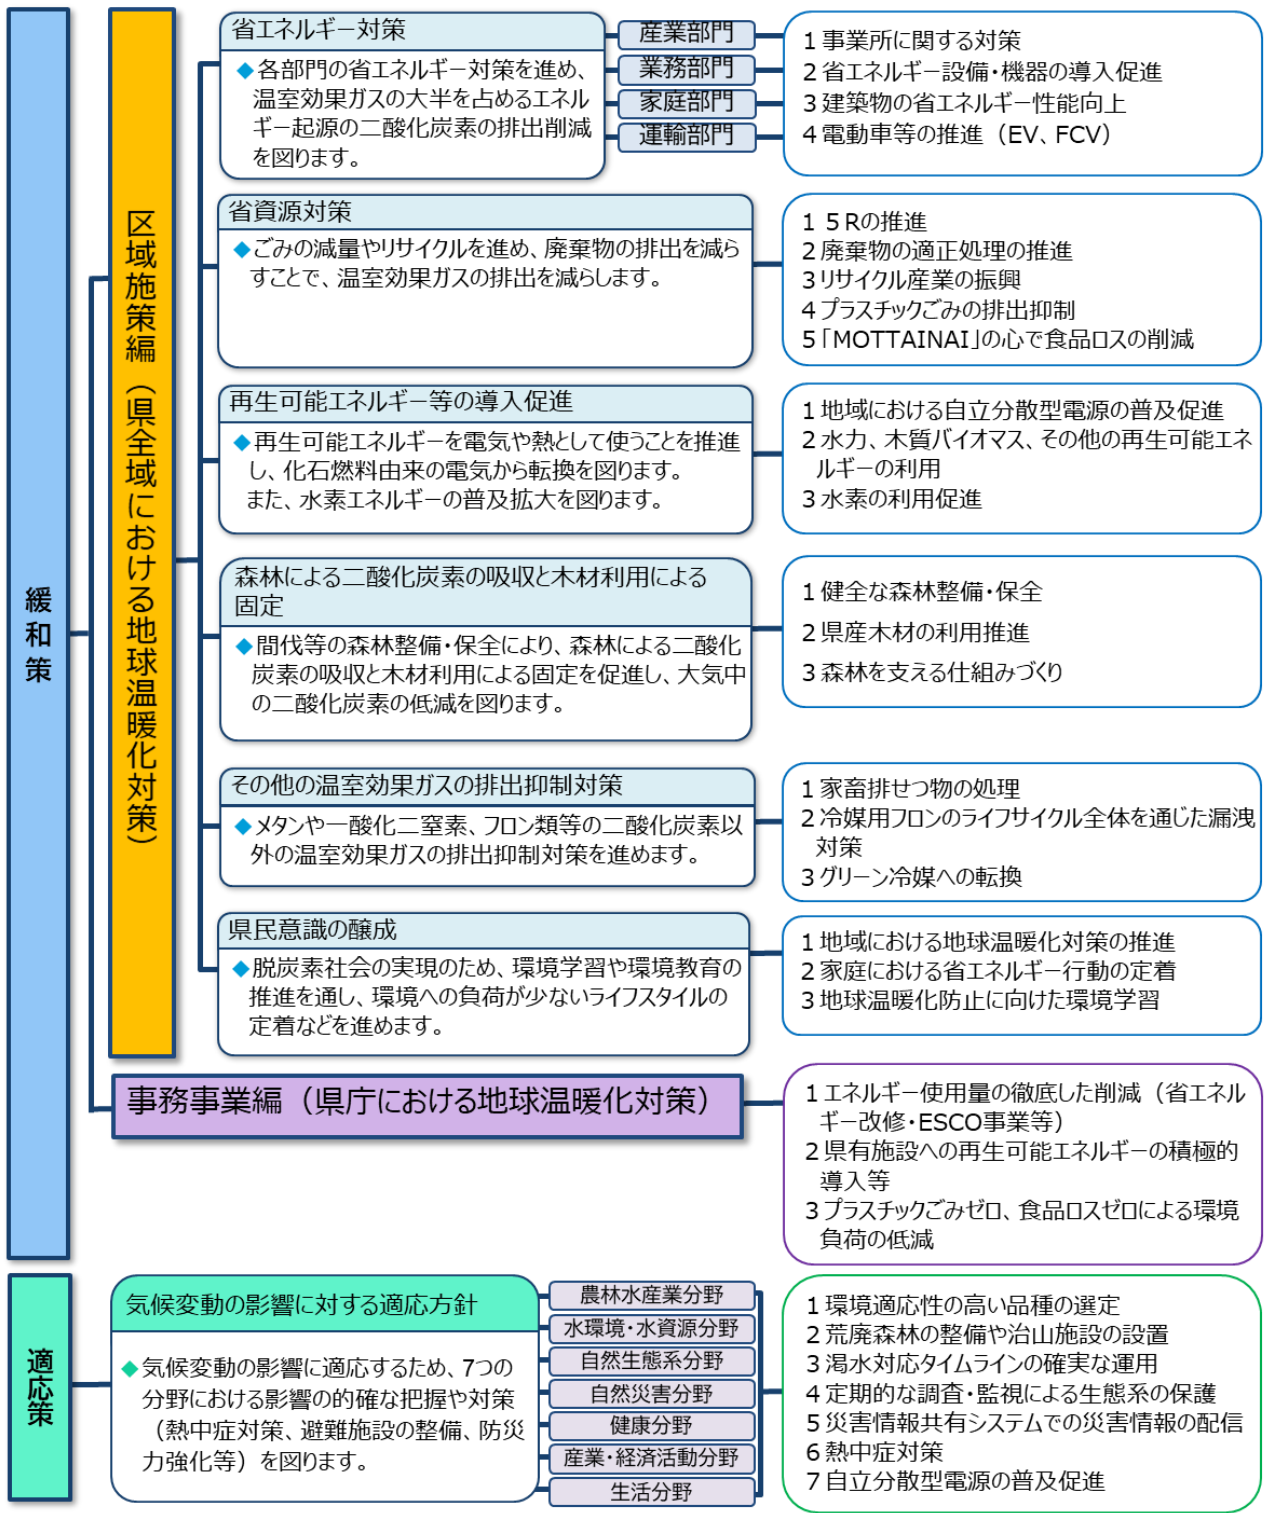 緩和策
区域施策編（県全域における地球温暖化対策）
省エネルギー対策
◆各部門の省エネルギー対策を進め、
温室効果ガスの大半を占めるエネル
ギー起源の二酸化炭素の排出削減
を図ります。
産業部門
業務部門
家庭部門
運輸部門
1 事業所に関する対策
2 省エネルギー設備・機器の導入促進
3 建築物の省エネルギー性能向上
4 電動車等の推進（EV、FCV）
省資源対策
◆ごみの減量やリサイクルを進め、廃棄物の排出を減ら
すことで、温室効果ガスの排出を減らします。
1 ５Rの推進
2 廃棄物の適正処理の推進
3 リサイクル産業の振興
4 プラスチックごみの排出抑制
5 「MOTTAINAI」の心で食品ロスの削減
再生可能エネルギー等の導入促進
◆再生可能エネルギーを電気や熱として使うことを推進
し、化石燃料由来の電気から転換を図ります。
また、水素エネルギーの普及拡大を図ります。
1 地域における自立分散型電源の普及促進
2 水力、木質バイオマス、その他の再生可能エネ
ルギーの利用
3 水素の利用促進
森林による二酸化炭素の吸収と木材利用による
固定
◆間伐等の森林整備・保全により、森林による二酸化
炭素の吸収と木材利用による固定を促進し、大気中
の二酸化炭素の低減を図ります。
1 健全な森林整備・保全
2 県産木材の利用推進
3 森林を支える仕組みづくり
その他の温室効果ガスの排出抑制対策
◆メタンや一酸化二窒素、フロン類等の二酸化炭素以
外の温室効果ガスの排出抑制対策を進めます。
1 家畜排せつ物の処理
2 冷媒用フロンのライフサイクル全体を通じた漏洩
対策
3 グリーン冷媒への転換
県民意識の醸成
◆脱炭素社会の実現のため、環境学習や環境教育の
推進を通し、環境への負荷が少ないライフスタイルの
定着などを進めます。
1 地域における地球温暖化対策の推進
2 家庭における省エネルギー行動の定着
3 地球温暖化防止に向けた環境学習
事務事業編（県庁における地球温暖化対策）
1 エネルギー使用量の徹底した削減（省エネル
ギー改修・ESCO事業等）
2 県有施設への再生可能エネルギーの積極的
導入等
3 プラスチックごみゼロ、食品ロスゼロによる環境
負荷の低減
適応策
気候変動の影響に対する適応方針
◆気候変動の影響に適応するため、7つの
分野における影響の的確な把握や対策
（熱中症対策、避難施設の整備、防災
力強化等）を図ります。
農林水産業分野
水環境・水資源分野
自然生態系分野
自然災害分野
健康分野
産業・経済活動分野
生活分野
1 環境適応性の高い品種の選定
2 荒廃森林の整備や治山施設の設置
3 渇水対応タイムラインの確実な運用
4 定期的な調査・監視による生態系の保護
5 災害情報共有システムでの災害情報の配信
6 熱中症対策
7 自立分散型電源の普及促進